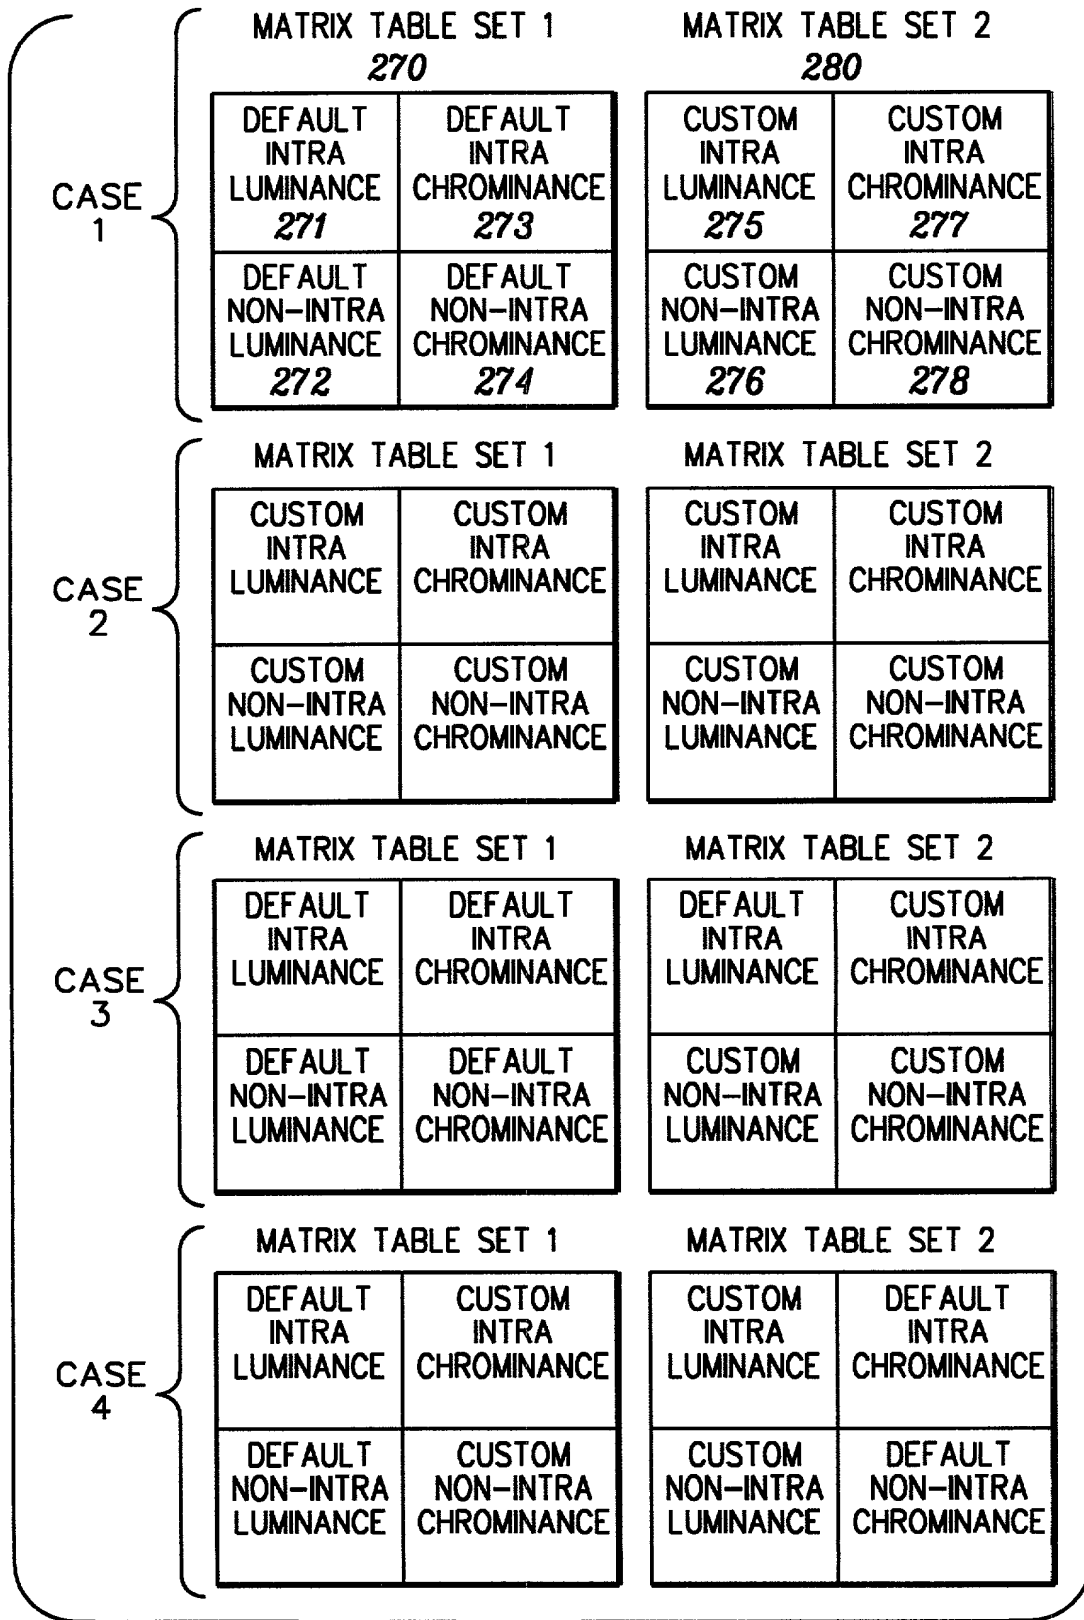 MATRIX TABLE SET 1
270
MATRIX TABLE SET 2
280
CASE
1
DEFAULT
INTRA
LUMINANCE
271
DEFAULT
INTRA
CHROMINANCE
273
CUSTOM
INTRA
LUMINANCE
275
CUSTOM
INTRA
CHROMINANCE
277
DEFAULT
NON-INTRA
LUMINANCE
272
DEFAULT
NON-INTRA
CHROMINANCE
274
CUSTOM
NON-INTRA
LUMINANCE
276
CUSTOM
NON-INTRA
CHROMINANCE
278
MATRIX TABLE SET 1
MATRIX TABLE SET 2
CASE
2
CUSTOM
INTRA
LUMINANCE
CUSTOM
INTRA
CHROMINANCE
CUSTOM
INTRA
LUMINANCE
CUSTOM
INTRA
CHROMINANCE
CUSTOM
NON-INTRA
LUMINANCE
CUSTOM
NON-INTRA
CHROMINANCE
CUSTOM
NON-INTRA
LUMINANCE
CUSTOM
NON-INTRA
CHROMINANCE
MATRIX TABLE SET 1
MATRIX TABLE SET 2
CASE
3
DEFAULT
INTRA
LUMINANCE
DEFAULT
INTRA
CHROMINANCE
DEFAULT
INTRA
LUMINANCE
CUSTOM
INTRA
CHROMINANCE
DEFAULT
NON-INTRA
LUMINANCE
DEFAULT
NON-INTRA
CHROMINANCE
CUSTOM
NON-INTRA
LUMINANCE
CUSTOM
NON-INTRA
CHROMINANCE
MATRIX TABLE SET 1
MATRIX TABLE SET 2
CASE
4
DEFAULT
INTRA
LUMINANCE
CUSTOM
INTRA
CHROMINANCE
CUSTOM
INTRA
LUMINANCE
DEFAULT
INTRA
CHROMINANCE
DEFAULT
NON-INTRA
LUMINANCE
CUSTOM
NON-INTRA
CHROMINANCE
CUSTOM
NON-INTRA
LUMINANCE
DEFAULT
NON-INTRA
CHROMINANCE